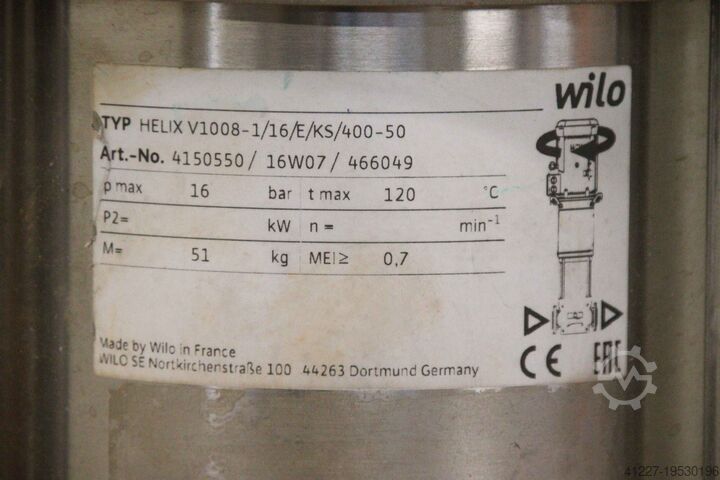 wilo
TYP HELIX V1008-1/16/E/KS/400-50
Art.-No. 4150550/ 16W07/ 466049
p max 16 bar t max 120 °C
P2= kW n = min⁻¹
M= 51 kg MEI≥ 0,7
Made by Wilo in France
WILO SE Nortkirchenstraße 100 44263 Dortmund Germany
CE EAC
41227-19530196